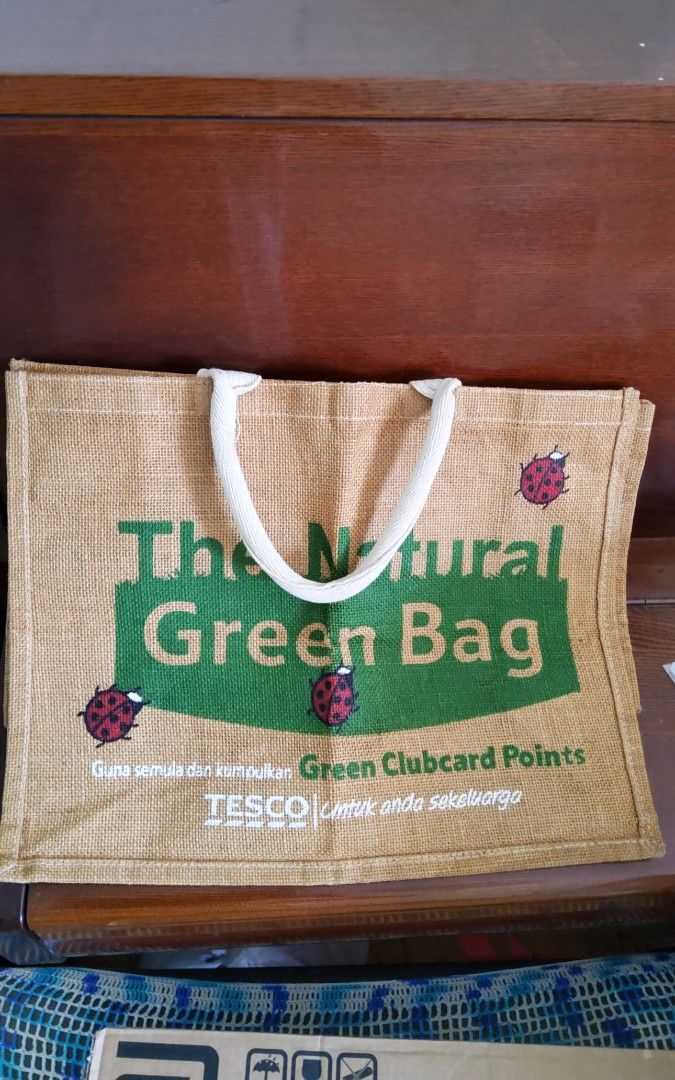 The Natural
Green Bag
Guna semula dan kumpulkan Green Clubcard Points
TESCO Untuk anda sekeluarga